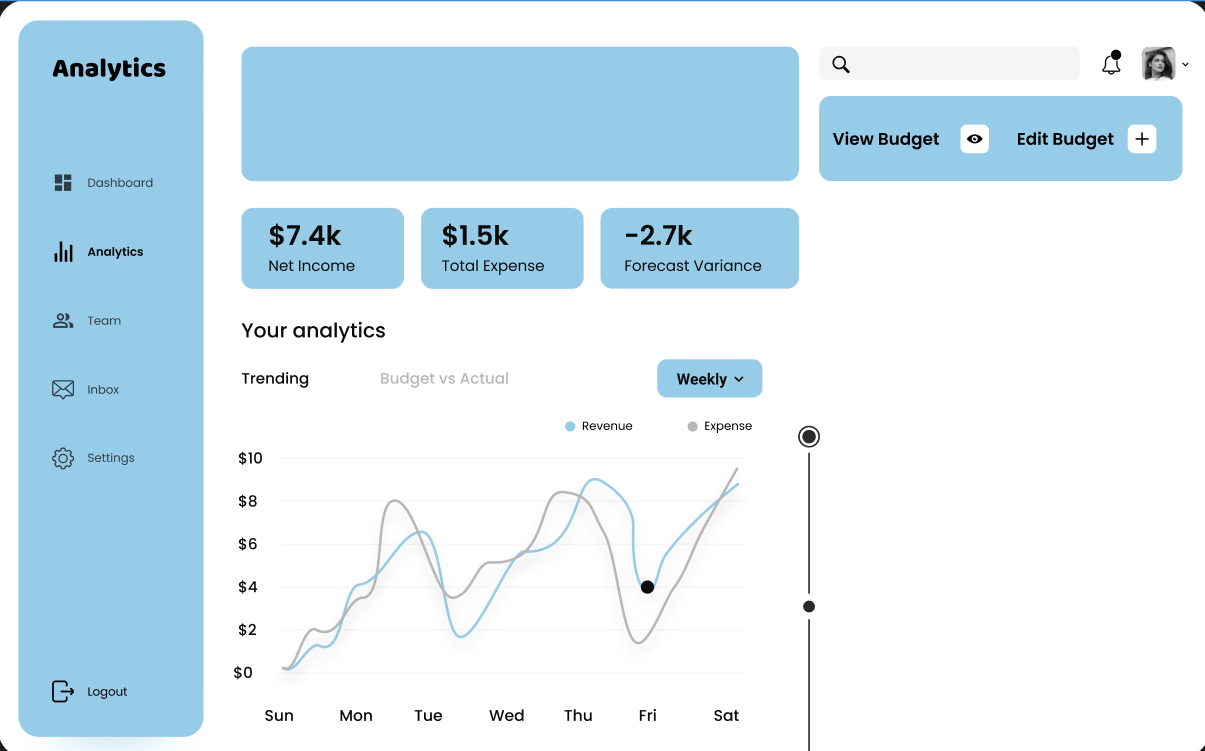 Analytics
Dashboard
Analytics
Team
Inbox
Settings
Logout
View Budget
Edit Budget
$7.4k
Net Income
$1.5k
Total Expense
-2.7k
Forecast Variance
Your analytics
Trending
Budget vs Actual
Weekly
Revenue
Expense
$10
$8
$6
$4
$2
$0
Sun Mon Tue Wed Thu Fri Sat